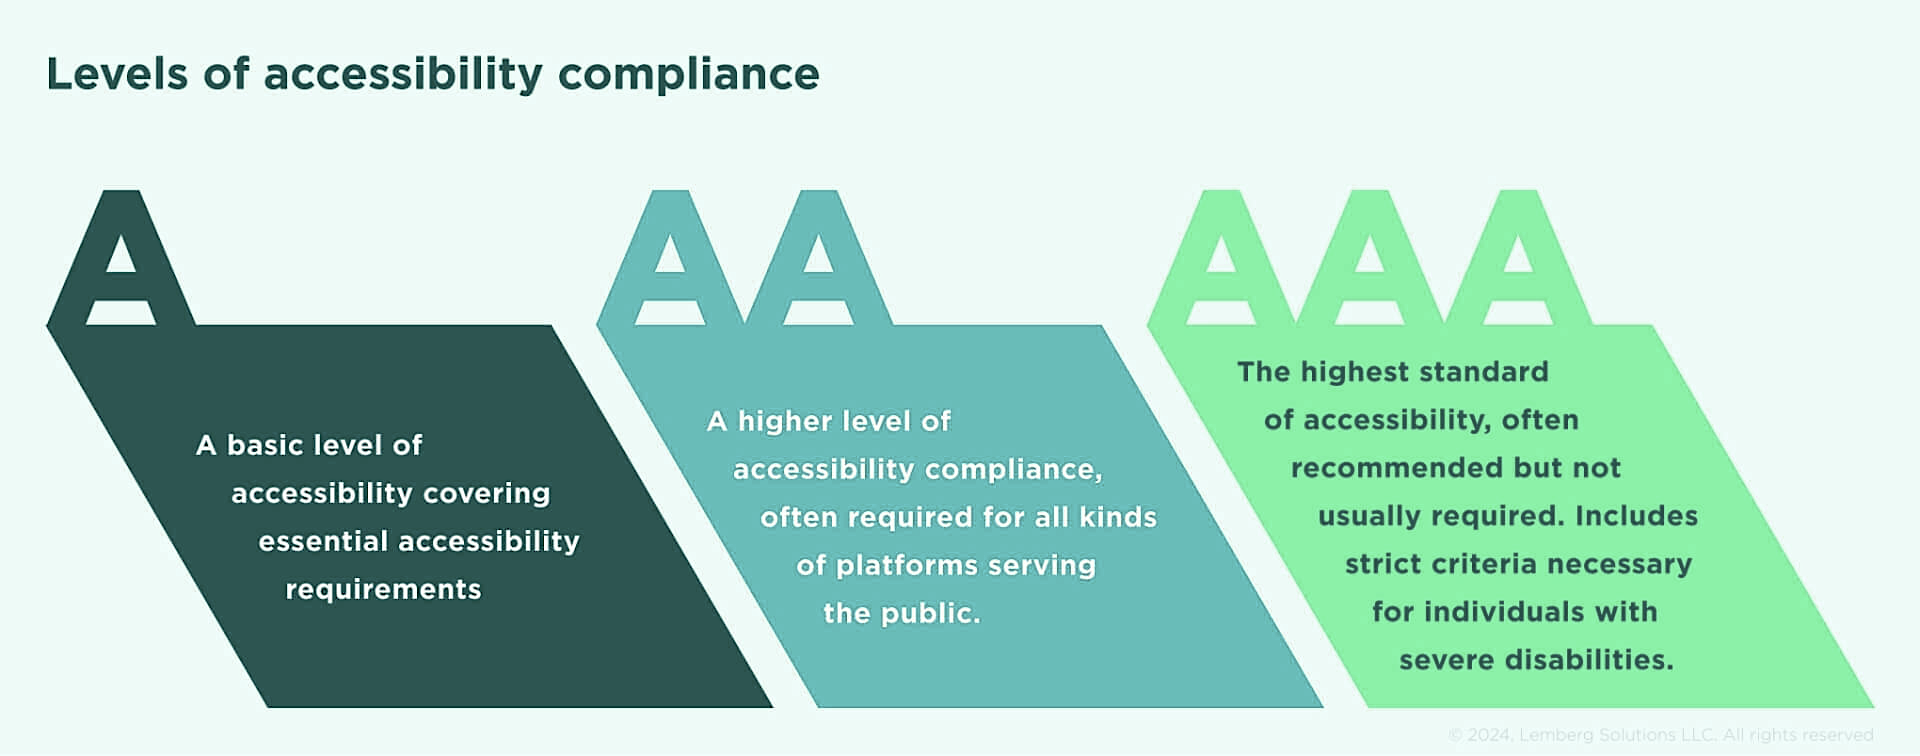 Levels of accessibility compliance
A
A basic level of
accessibility covering
essential accessibility
requirements
AA
A higher level of
accessibility compliance,
often required for all kinds
of platforms serving
the public.
AAA
The highest standard
of accessibility, often
recommended but not
usually required. Includes
strict criteria necessary
for individuals with
severe disabilities.
© 2024, Lemberg Solutions LLC. All rights reserved